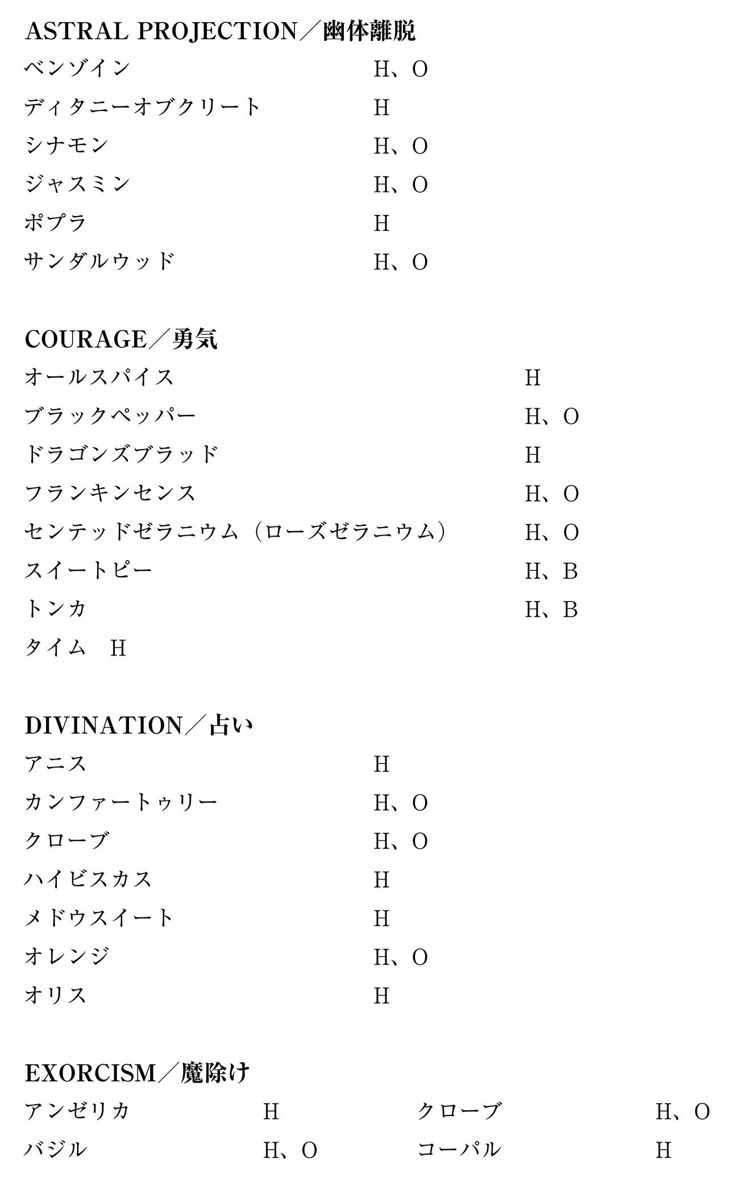 ASTRAL PROJECTION／幽体離脱
ベンゾイン　H、O
ディタニーオブクリート　H
シナモン　H、O
ジャスミン　H、O
ポプラ　H
サンダルウッド　H、O
COURAGE／勇気
オールスパイス　H
ブラックペッパー　H、O
ドラゴンズブラッド　H
フランキンセンス　H、O
センテッドゼラニウム（ローズゼラニウム）　H、O
スイートピー　H、B
トンカ　H、B
タイム　H
DIVINATION／占い
アニス　H
カンファートゥリー　H、O
クローブ　H、O
ハイビスカス　H
メドウスイート　H
オレンジ　H、O
オリス　H
EXORCISM／魔除け
アンゼリカ　H　クローブ　H、O
バジル　H、O　コーパル　H